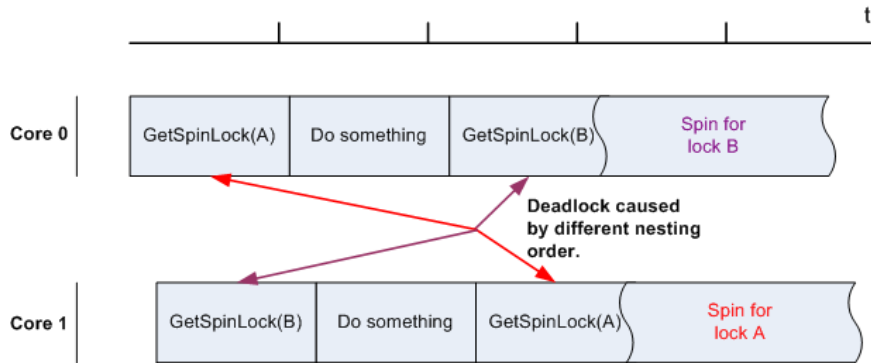 t
Core 0
GetSpinLock(A)
Do something
GetSpinLock(B)
Spin for
lock B
Deadlock caused
by different nesting
order.
Core 1
GetSpinLock(B)
Do something
GetSpinLock(A)
Spin for
lock A